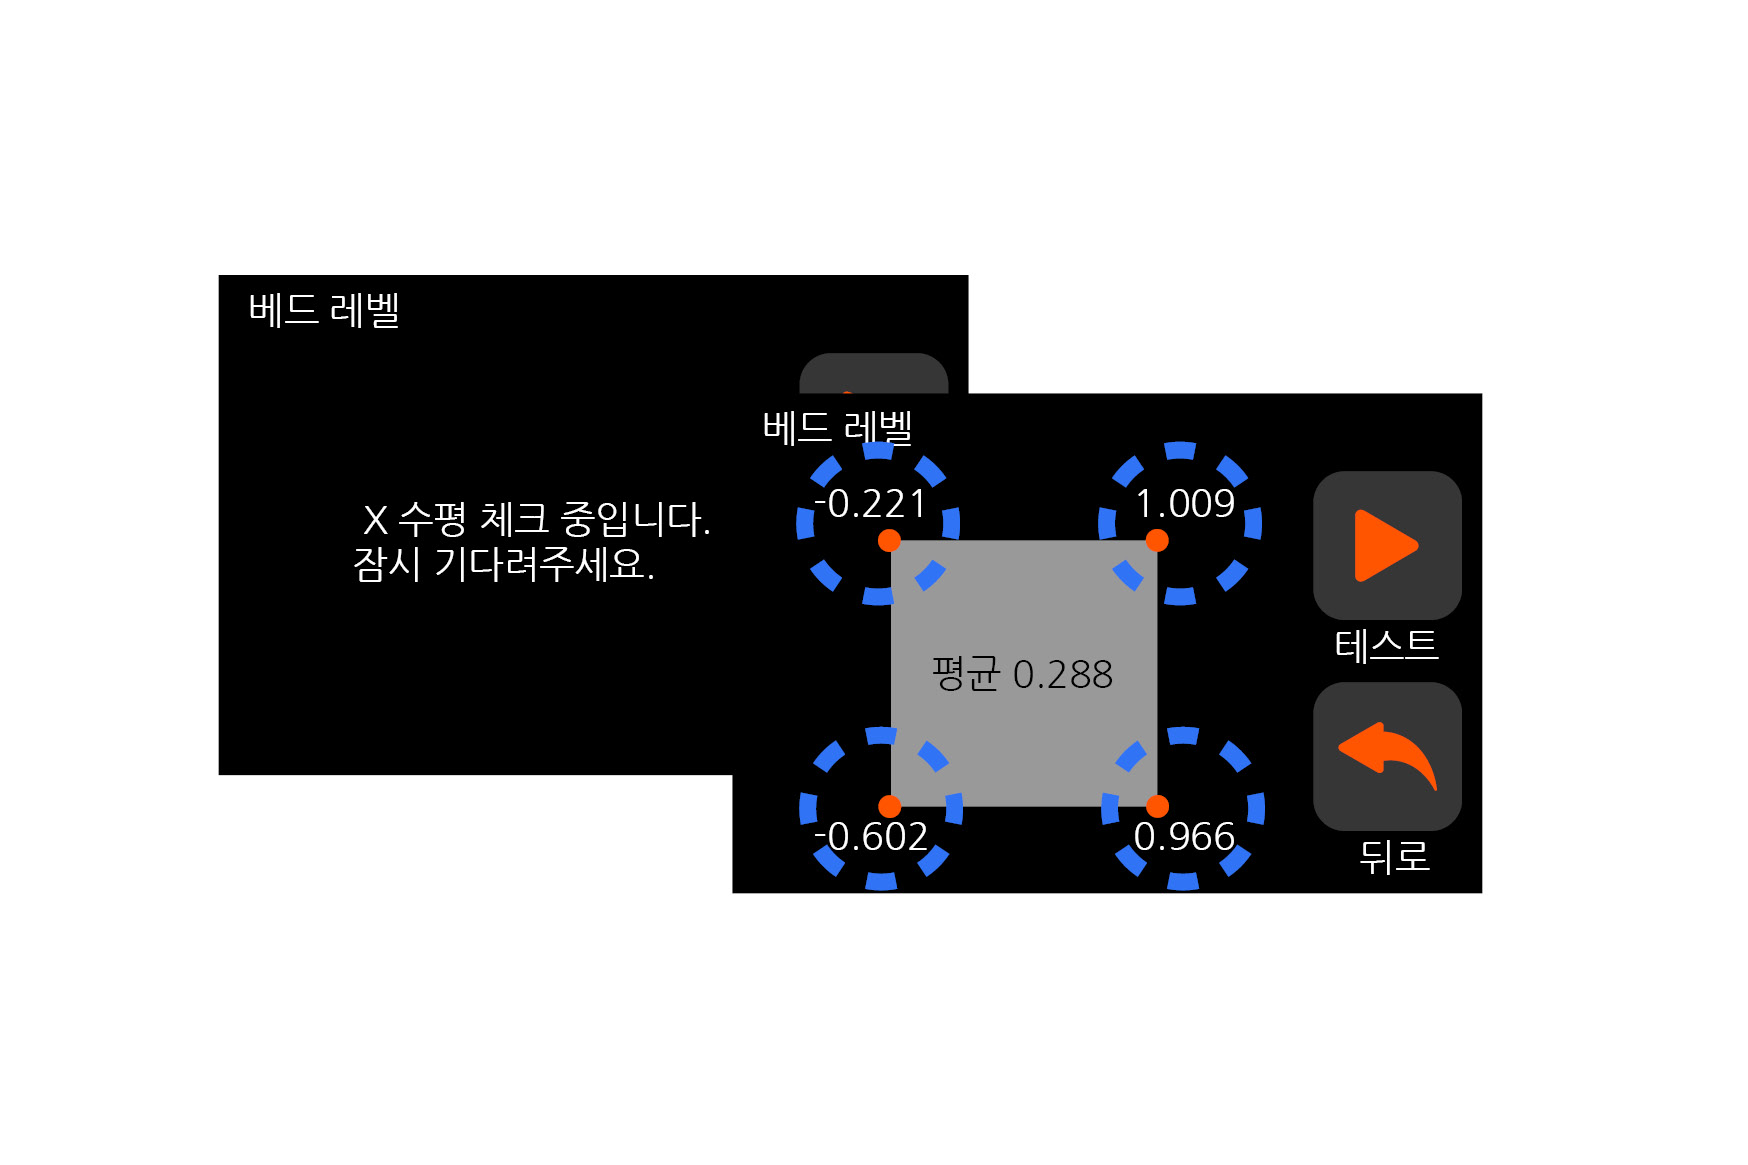 베드 레벨
X 수평 체크 중입니다.
잠시 기다려주세요.
베드 레벨
-0.221
1.009
평균 0.288
-0.602
0.966
테스트
뒤로